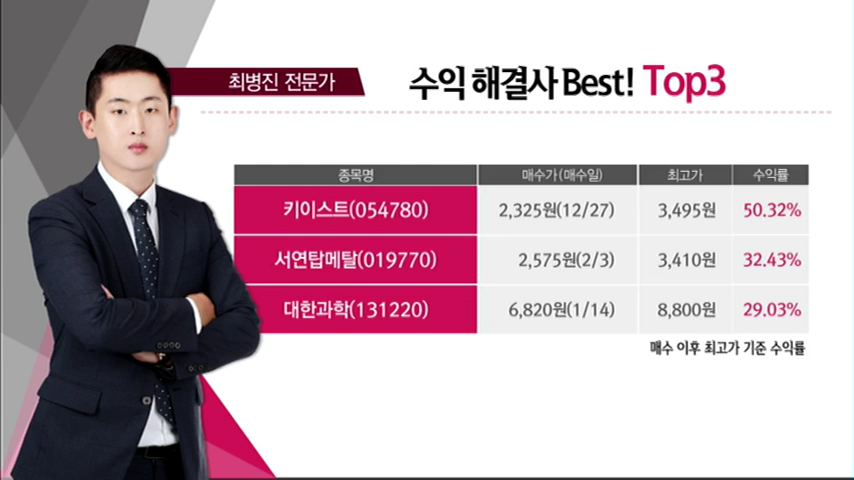 최병진 전문가
수익 해결사 Best! Top3
종목명 매수가(매수일) 최고가 수익률
키이스트(054780) 2,325원(12/27) 3,495원 50.32%
서연탑메탈(019770) 2,575원(2/3) 3,410원 32.43%
대한과학(131220) 6,820원(1/14) 8,800원 29.03%
매수 이후 최고가 기준 수익률